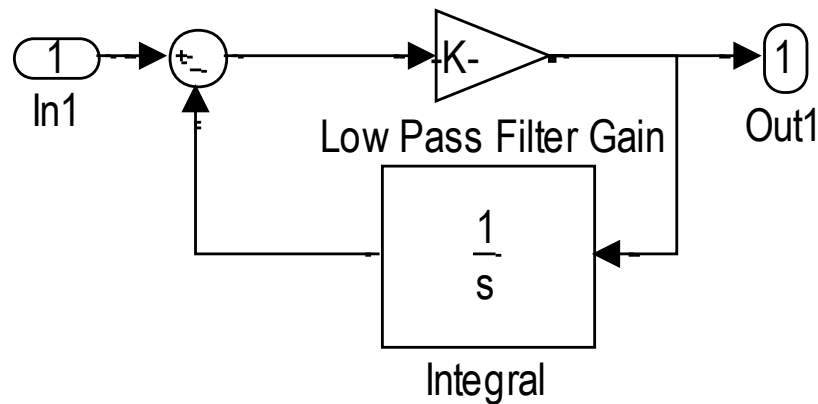 1
In1
+
-
-K-
Low Pass Filter Gain
1
Out1
1
s
Integral